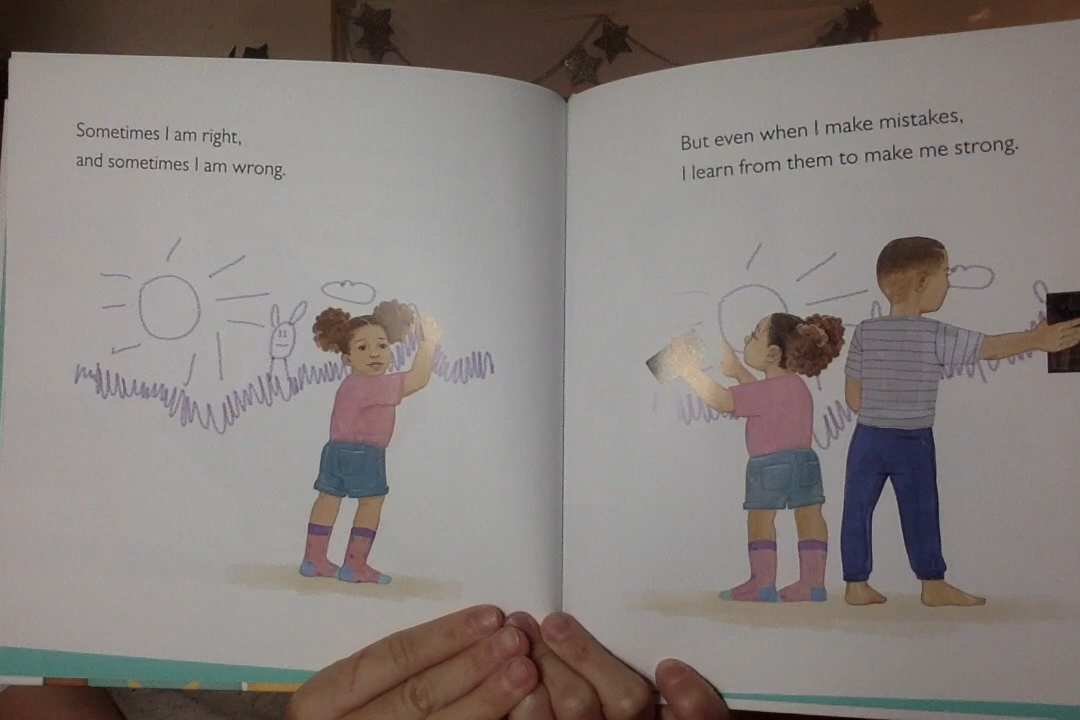 Sometimes I am right,
and sometimes I am wrong.
But even when I make mistakes,
I learn from them to make me strong.